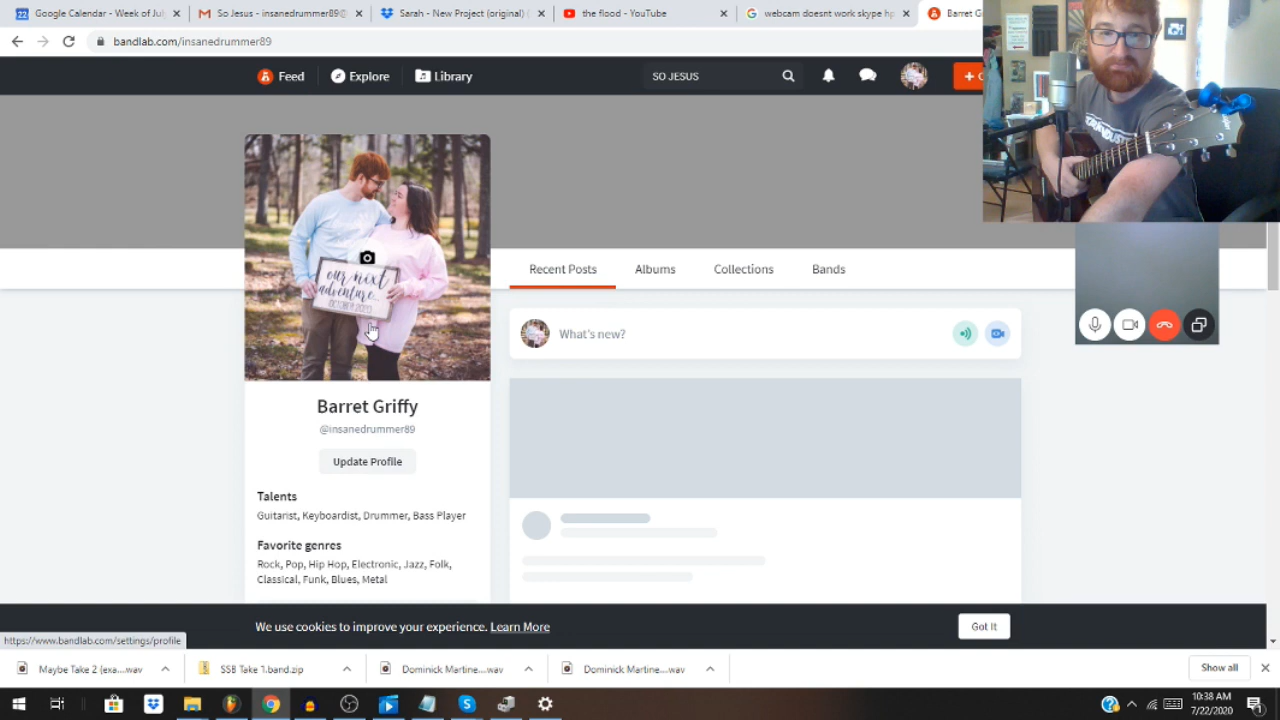 Google Calendar - Week of Jul
So Jesus - insanedrummer89@
Sarah - New Project (original)
the flood - YouTube
webcam doesnt work skype hp
Barret G
bandlab.com/insanedrummer89
Feed
Explore
Library
SO JESUS
+
our next
adventure...
OCTOBER 2020
Recent Posts
Albums
Collections
Bands
What's new?
Barret Griffy
@insanedrummer89
Update Profile
Talents
Guitarist, Keyboardist, Drummer, Bass Player
Favorite genres
Rock, Pop, Hip Hop, Electronic, Jazz, Folk,
Classical, Funk, Blues, Metal
We use cookies to improve your experience. Learn More
Got It
https://www.bandlab.com/settings/profile
Maybe Take 2 (exa....wav
SSB Take 1.band.zip
Dominick Martine....wav
Dominick Martine....wav
Show all
10:38 AM
7/22/2020